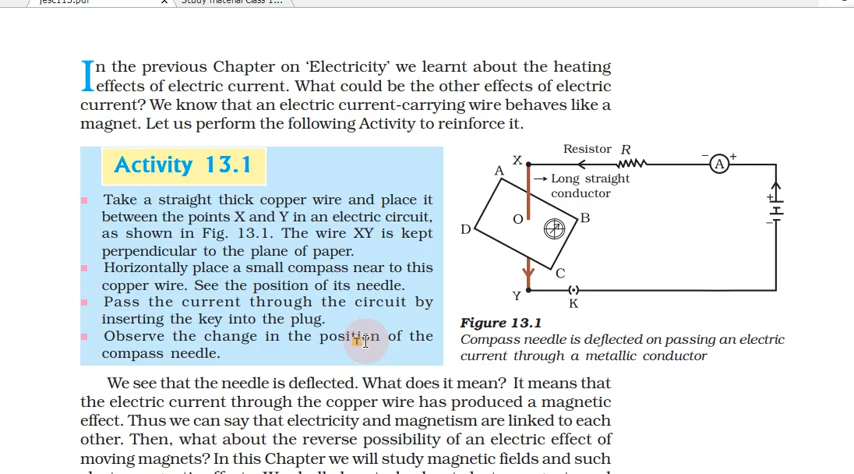 jesc113.pdf
Study material Class 1...
In the previous Chapter on ‘Electricity’ we learnt about the heating
effects of electric current. What could be the other effects of electric
current? We know that an electric current-carrying wire behaves like a
magnet. Let us perform the following Activity to reinforce it.
Activity 13.1
Take a straight thick copper wire and place it
between the points X and Y in an electric circuit,
as shown in Fig. 13.1. The wire XY is kept
perpendicular to the plane of paper.
Horizontally place a small compass near to this
copper wire. See the position of its needle.
Pass the current through the circuit by
inserting the key into the plug.
Observe the change in the position of the
compass needle.
Resistor R
X
A
+
−
A
Long straight
conductor
+
−
O
B
D
C
Y
K
Figure 13.1
Compass needle is deflected on passing an electric
current through a metallic conductor
We see that the needle is deflected. What does it mean? It means that
the electric current through the copper wire has produced a magnetic
effect. Thus we can say that electricity and magnetism are linked to each
other. Then, what about the reverse possibility of an electric effect of
moving magnets? In this Chapter we will study magnetic fields and such